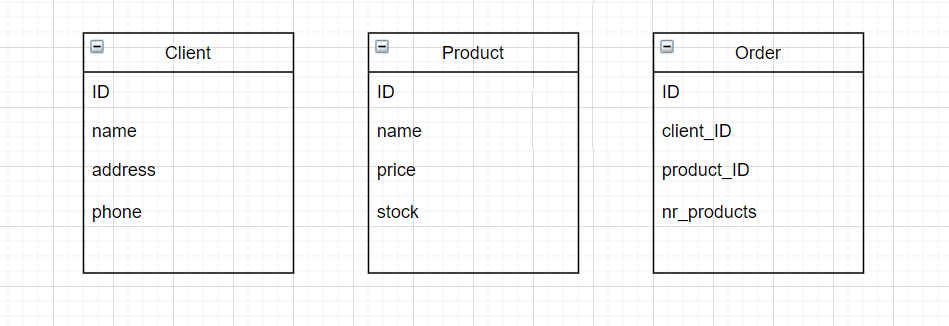 Client
ID
name
address
phone
Product
ID
name
price
stock
Order
ID
client_ID
product_ID
nr_products